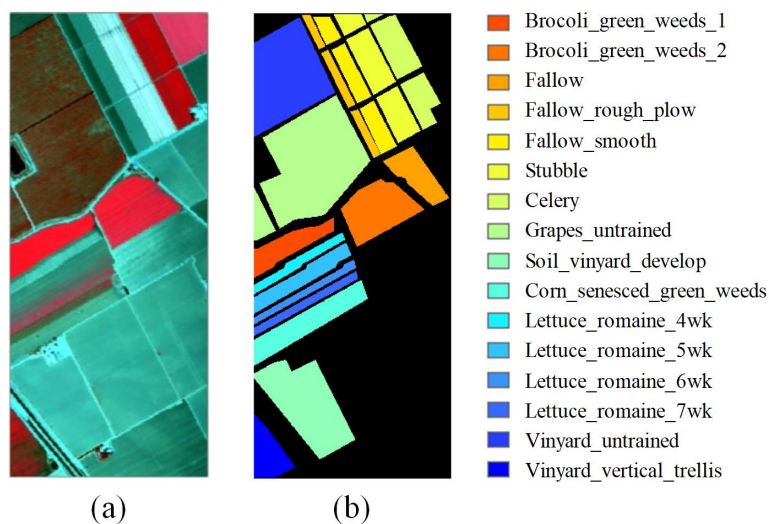 Brocoli_green_weeds_1
Brocoli_green_weeds_2
Fallow
Fallow_rough_plow
Fallow_smooth
Stubble
Celery
Grapes_untrained
Soil_vinyard_develop
Corn_senesced_green_weeds
Lettuce_romaine_4wk
Lettuce_romaine_5wk
Lettuce_romaine_6wk
Lettuce_romaine_7wk
Vinyard_untrained
Vinyard_vertical_trellis
(a)
(b)